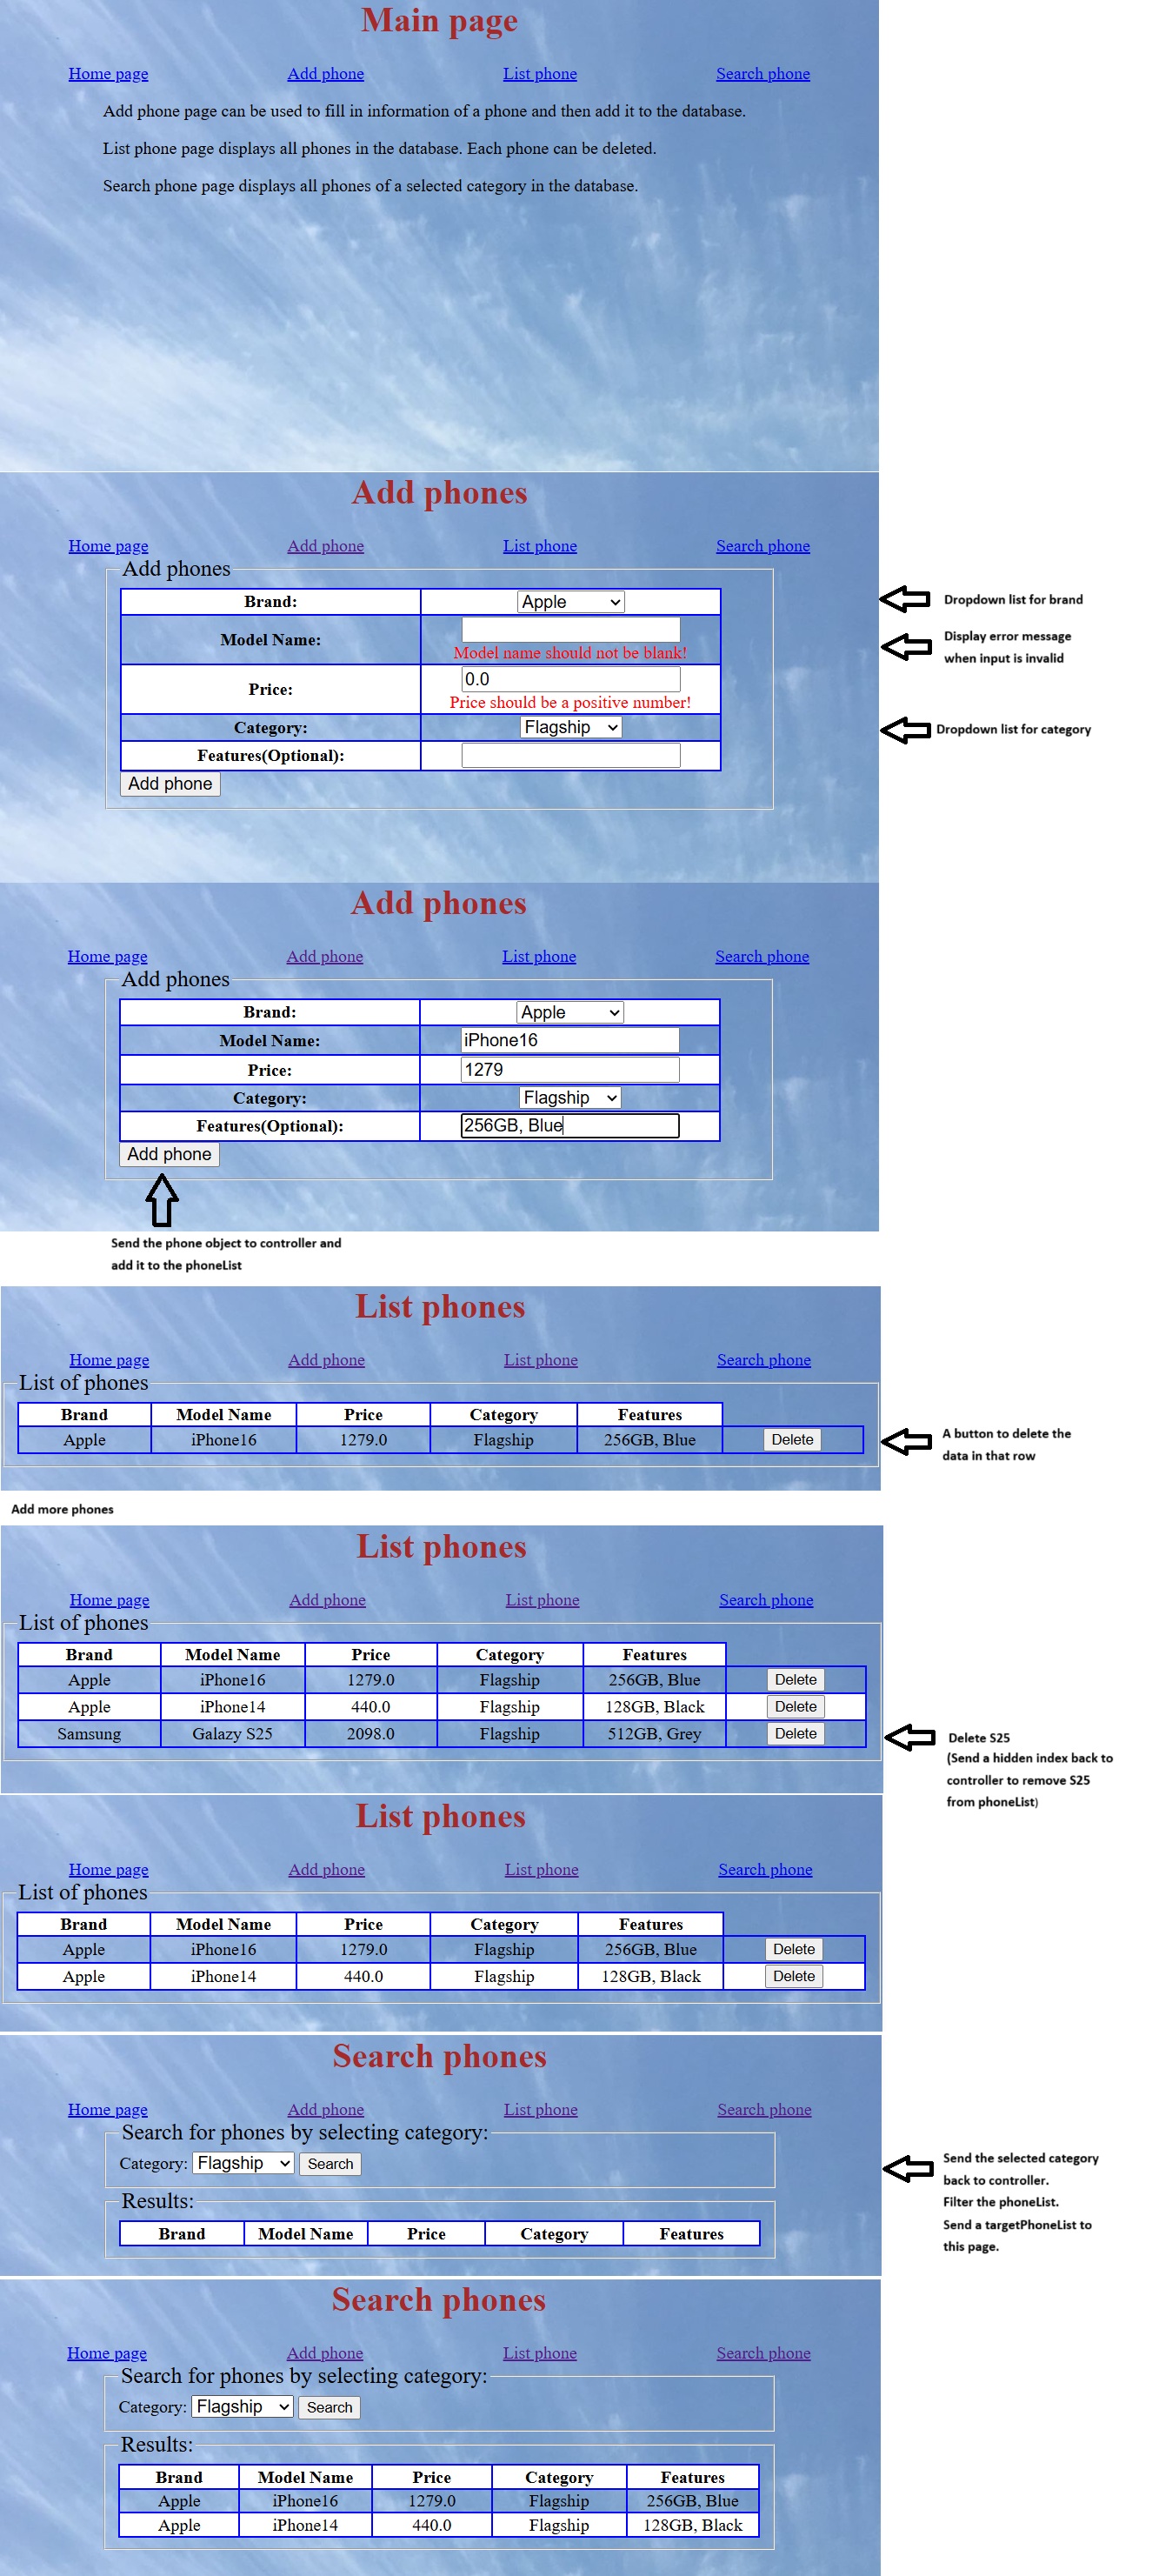 Main page
Home page Add phone List phone Search phone
Add phone page can be used to fill in information of a phone and then add it to the database.
List phone page displays all phones in the database. Each phone can be deleted.
Search phone page displays all phones of a selected category in the database.
Add phones
Home page Add phone List phone Search phone
Add phones
Brand: Apple
Dropdown list for brand
Model Name:
Model name should not be blank!
Display error message
when input is invalid
Price: 0.0
Price should be a positive number!
Category: Flagship
Dropdown list for category
Features(Optional):
Add phone
Add phones
Home page Add phone List phone Search phone
Add phones
Brand: Apple
Model Name: iPhone16
Price: 1279
Category: Flagship
Features(Optional): 256GB, Blue
Add phone
Send the phone object to controller and
add it to the phoneList
List phones
Home page Add phone List phone Search phone
List of phones
Brand Model Name Price Category Features
Apple iPhone16 1279.0 Flagship 256GB, Blue Delete
A button to delete the
data in that row
Add more phones
List phones
Home page Add phone List phone Search phone
List of phones
Brand Model Name Price Category Features
Apple iPhone16 1279.0 Flagship 256GB, Blue Delete
Apple iPhone14 440.0 Flagship 128GB, Black Delete
Samsung Galazy S25 2098.0 Flagship 512GB, Grey Delete
Delete S25
(Send a hidden index back to
controller to remove S25
from phoneList)
List phones
Home page Add phone List phone Search phone
List of phones
Brand Model Name Price Category Features
Apple iPhone16 1279.0 Flagship 256GB, Blue Delete
Apple iPhone14 440.0 Flagship 128GB, Black Delete
Search phones
Home page Add phone List phone Search phone
Search for phones by selecting category:
Category: Flagship Search
Send the selected category
back to controller.
Filter the phoneList.
Send a targetPhoneList to
this page.
Results:
Brand Model Name Price Category Features
Search phones
Home page Add phone List phone Search phone
Search for phones by selecting category:
Category: Flagship Search
Results:
Brand Model Name Price Category Features
Apple iPhone16 1279.0 Flagship 256GB, Blue
Apple iPhone14 440.0 Flagship 128GB, Black